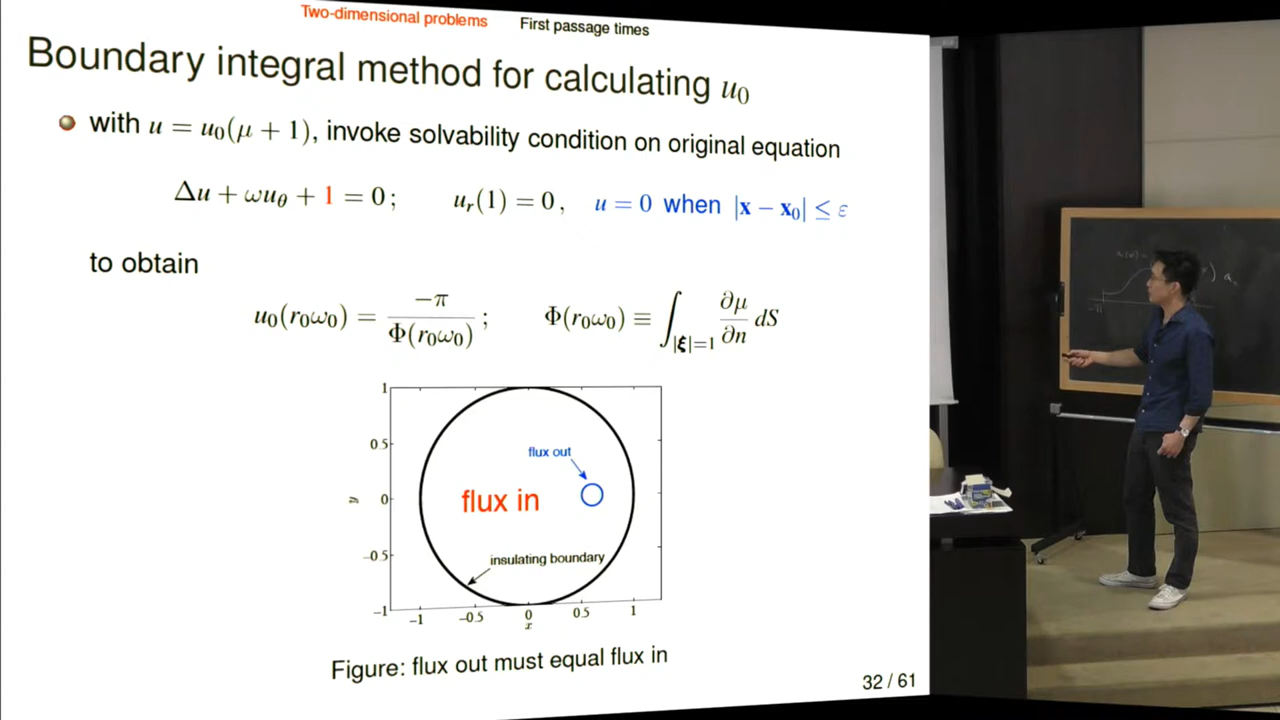 Two-dimensional problems First passage times
Boundary integral method for calculating u₀
with u = u₀(μ + 1), invoke solvability condition on original equation
Δu + ωu_θ + 1 = 0; u_r(1) = 0, u = 0 when |x − x₀| ≤ ε
to obtain
u₀(r₀ω₀) = −π / Φ(r₀ω₀); Φ(r₀ω₀) ≡ ∫_{|ξ|=1} ∂μ/∂n dS
1
0.5
0
−0.5
−1
y
flux out
flux in
insulating boundary
−1 −0.5 0 0.5 1
x
Figure: flux out must equal flux in
32 / 61